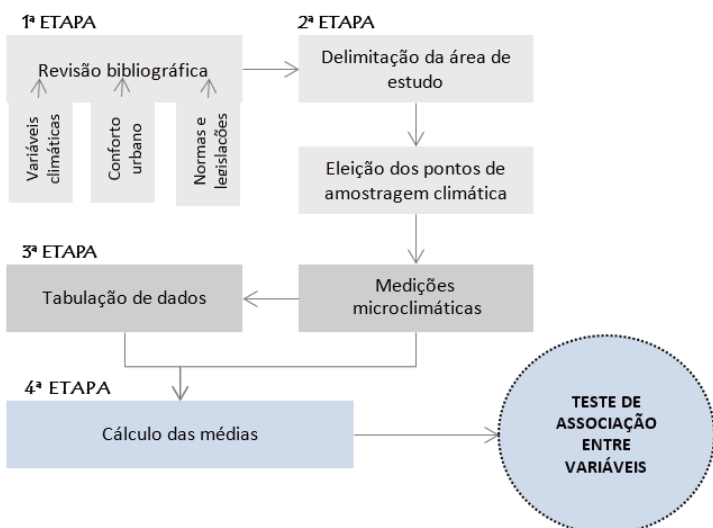 1ª ETAPA
Revisão bibliográfica
Variáveis
climáticas
Conforto
urbano
Normas e
legislacões
2ª ETAPA
Delimitação da área de
estudo
Eleição dos pontos de
amostragem climática
3ª ETAPA
Tabulação de dados
Medições
microclimáticas
4ª ETAPA
Cálculo das médias
TESTE DE
ASSOCIAÇÃO
ENTRE
VARIÁVEIS